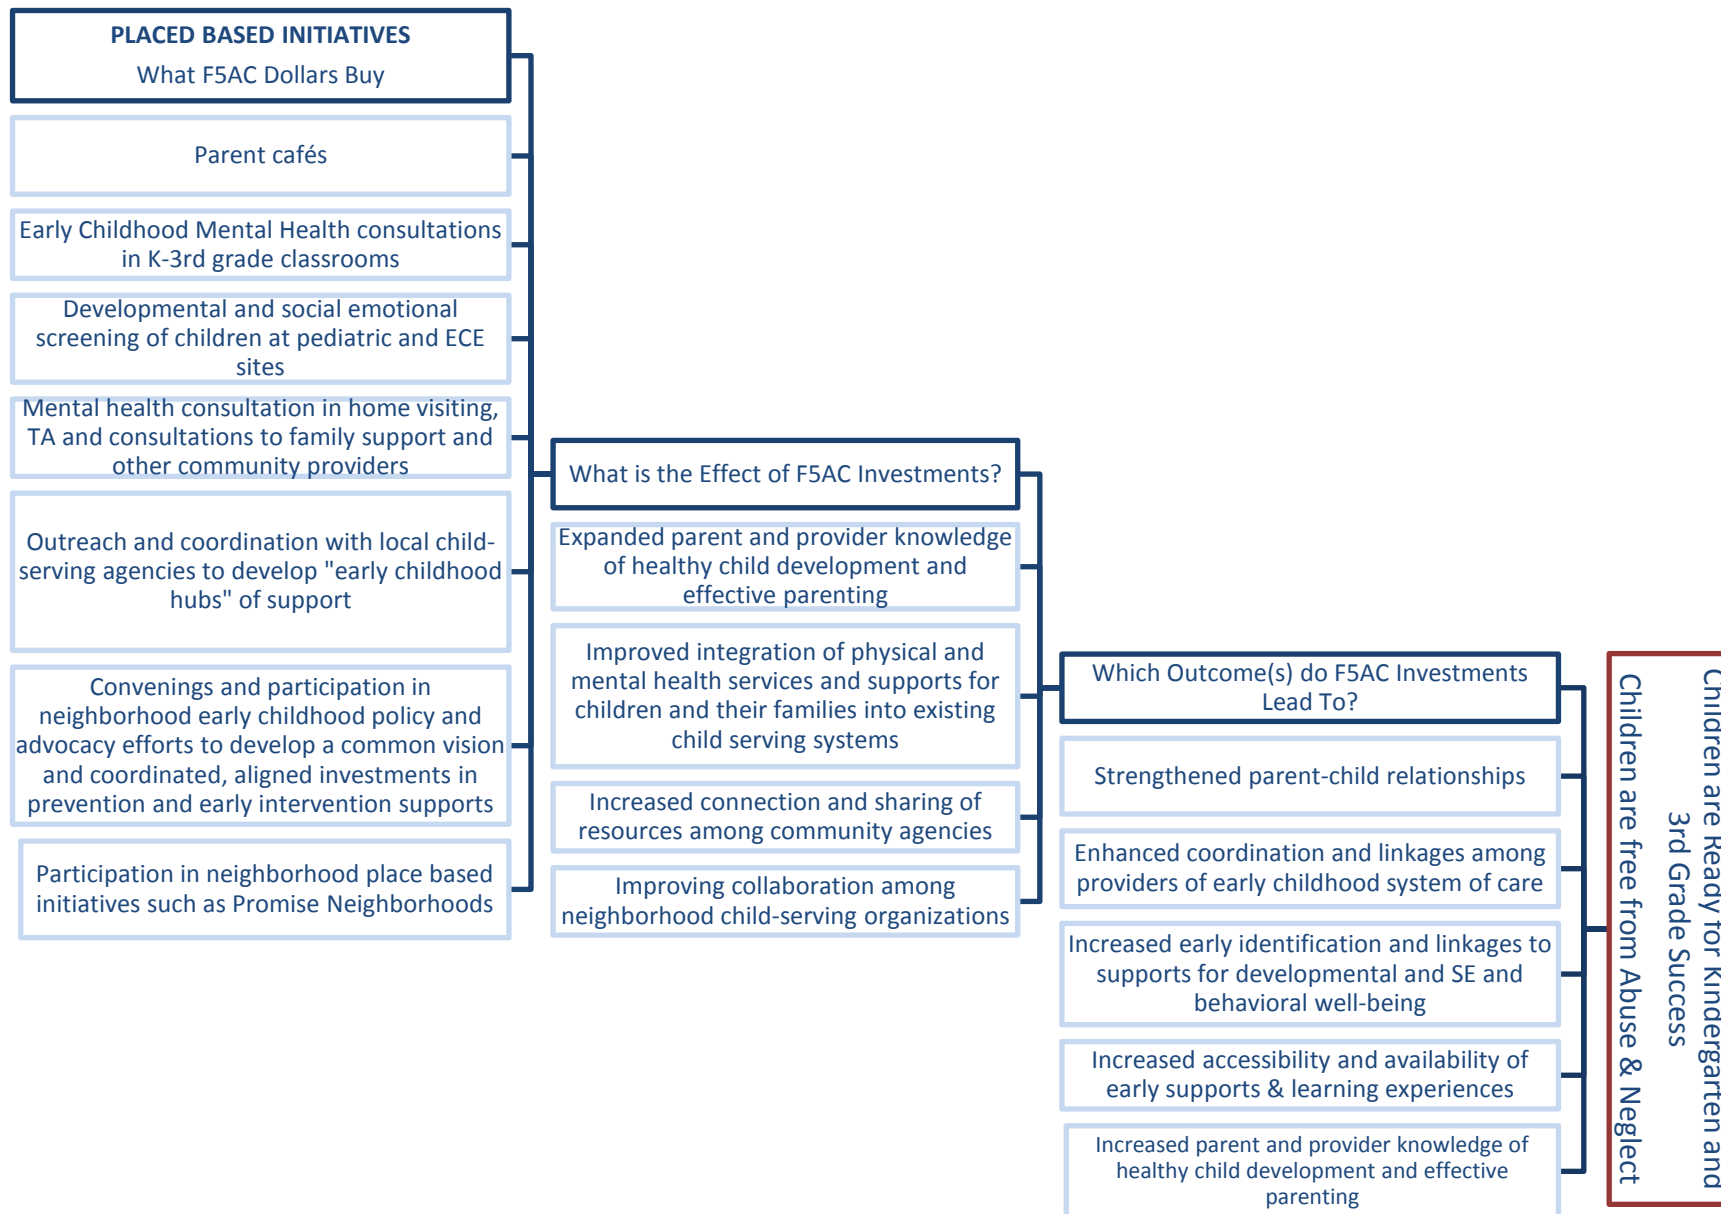 PLACED BASED INITIATIVES
What F5AC Dollars Buy
Parent cafés
Early Childhood Mental Health consultations
in K-3rd grade classrooms
Developmental and social emotional
screening of children at pediatric and ECE
sites
Mental health consultation in home visiting,
TA and consultations to family support and
other community providers
Outreach and coordination with local child-
serving agencies to develop "early childhood
hubs" of support
Convenings and participation in
neighborhood early childhood policy and
advocacy efforts to develop a common vision
and coordinated, aligned investments in
prevention and early intervention supports
Participation in neighborhood place based
initiatives such as Promise Neighborhoods
What is the Effect of F5AC Investments?
Expanded parent and provider knowledge
of healthy child development and
effective parenting
Improved integration of physical and
mental health services and supports for
children and their families into existing
child serving systems
Increased connection and sharing of
resources among community agencies
Improving collaboration among
neighborhood child-serving organizations
Which Outcome(s) do F5AC Investments
Lead To?
Strengthened parent-child relationships
Enhanced coordination and linkages among
providers of early childhood system of care
Increased early identification and linkages to
supports for developmental and SE and
behavioral well-being
Increased accessibility and availability of
early supports & learning experiences
Increased parent and provider knowledge of
healthy child development and effective
parenting
Children are Ready for Kindergarten and
3rd Grade Success
Children are free from Abuse & Neglect